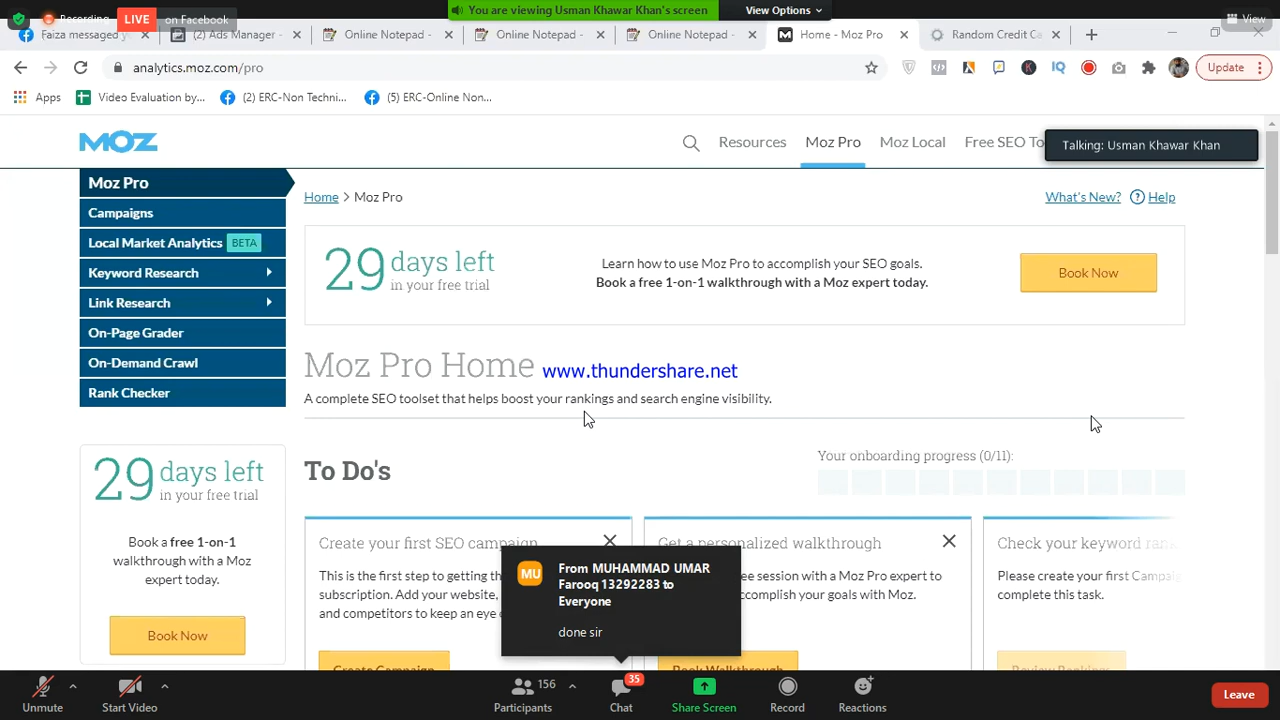 Recording
LIVE on Facebook
You are viewing Usman Khawar Khan's screen
View Options
View
Faiza messaged y
(2) Ads Manager -
Online Notepad -
Online Notepad -
Online Notepad -
Home - Moz Pro
Random Credit Ca
analytics.moz.com/pro
Update
Apps
Video Evaluation by...
(2) ERC-Non Techni...
(5) ERC-Online Non...
MOZ
Resources
Moz Pro
Moz Local
Free SEO To
Talking: Usman Khawar Khan
Moz Pro
Campaigns
Local Market Analytics BETA
Keyword Research
Link Research
On-Page Grader
On-Demand Crawl
Rank Checker
Home > Moz Pro
What's New?
Help
29 days left
in your free trial
Learn how to use Moz Pro to accomplish your SEO goals.
Book a free 1-on-1 walkthrough with a Moz expert today.
Book Now
Moz Pro Home
www.thundershare.net
A complete SEO toolset that helps boost your rankings and search engine visibility.
29 days left
in your free trial
Book a free 1-on-1
walkthrough with a Moz
expert today.
Book Now
To Do's
Your onboarding progress (0/11):
Create your first SEO campaign
This is the first step to getting th
subscription. Add your website,
and competitors to keep an eye o
Create Campaign
Get a personalized walkthrough
ee session with a Moz Pro expert to
complish your goals with Moz.
Book Walkthrough
Check your keyword ran
Please create your first Campai
complete this task.
Review Rankings
MU
From MUHAMMAD UMAR
Farooq 13292283 to
Everyone
done sir
Unmute
Start Video
156
Participants
35
Chat
Share Screen
Record
Reactions
Leave